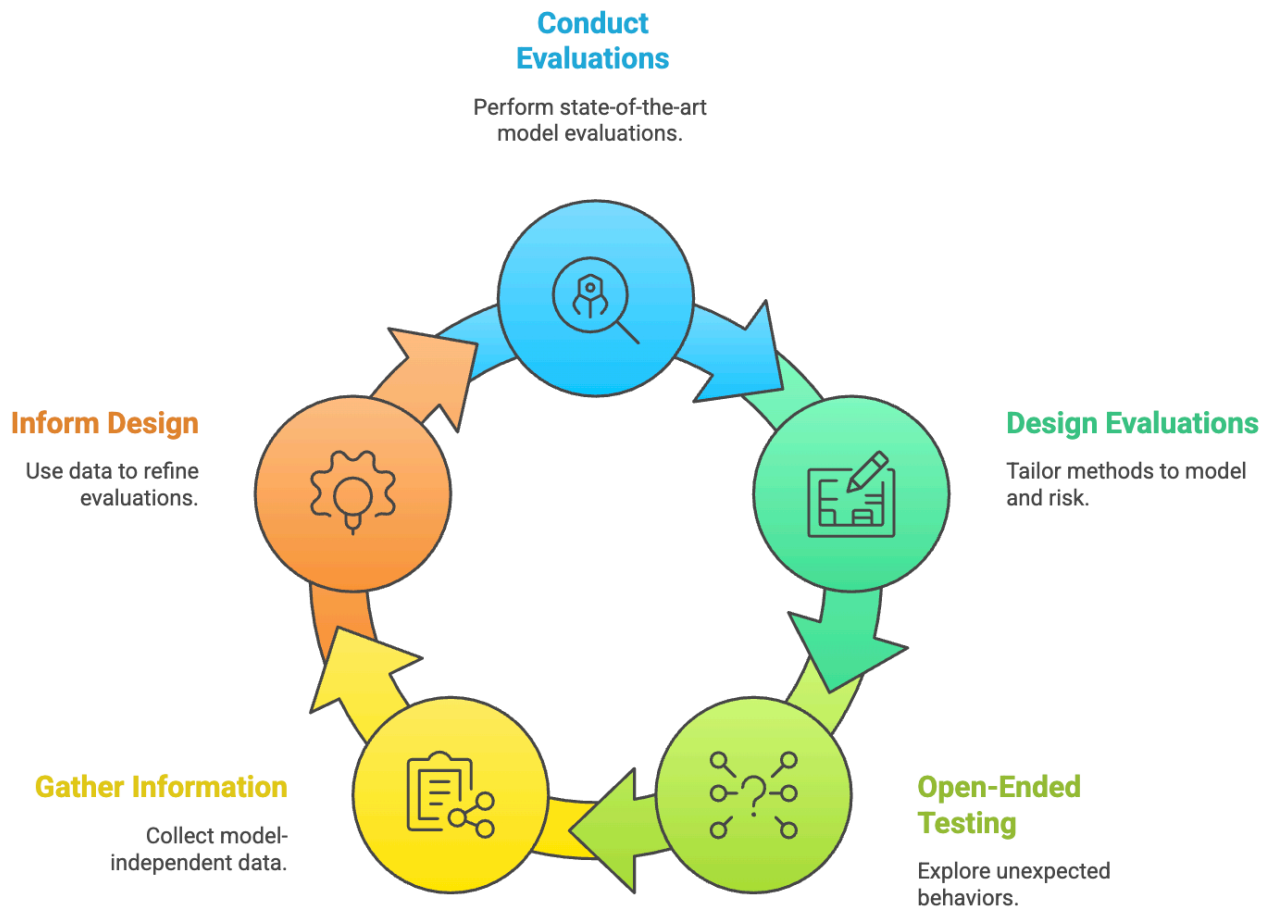 Conduct
Evaluations
Perform state-of-the-art
model evaluations.
Design Evaluations
Tailor methods to model
and risk.
Open-Ended
Testing
Explore unexpected
behaviors.
Gather Information
Collect model-
independent data.
Inform Design
Use data to refine
evaluations.